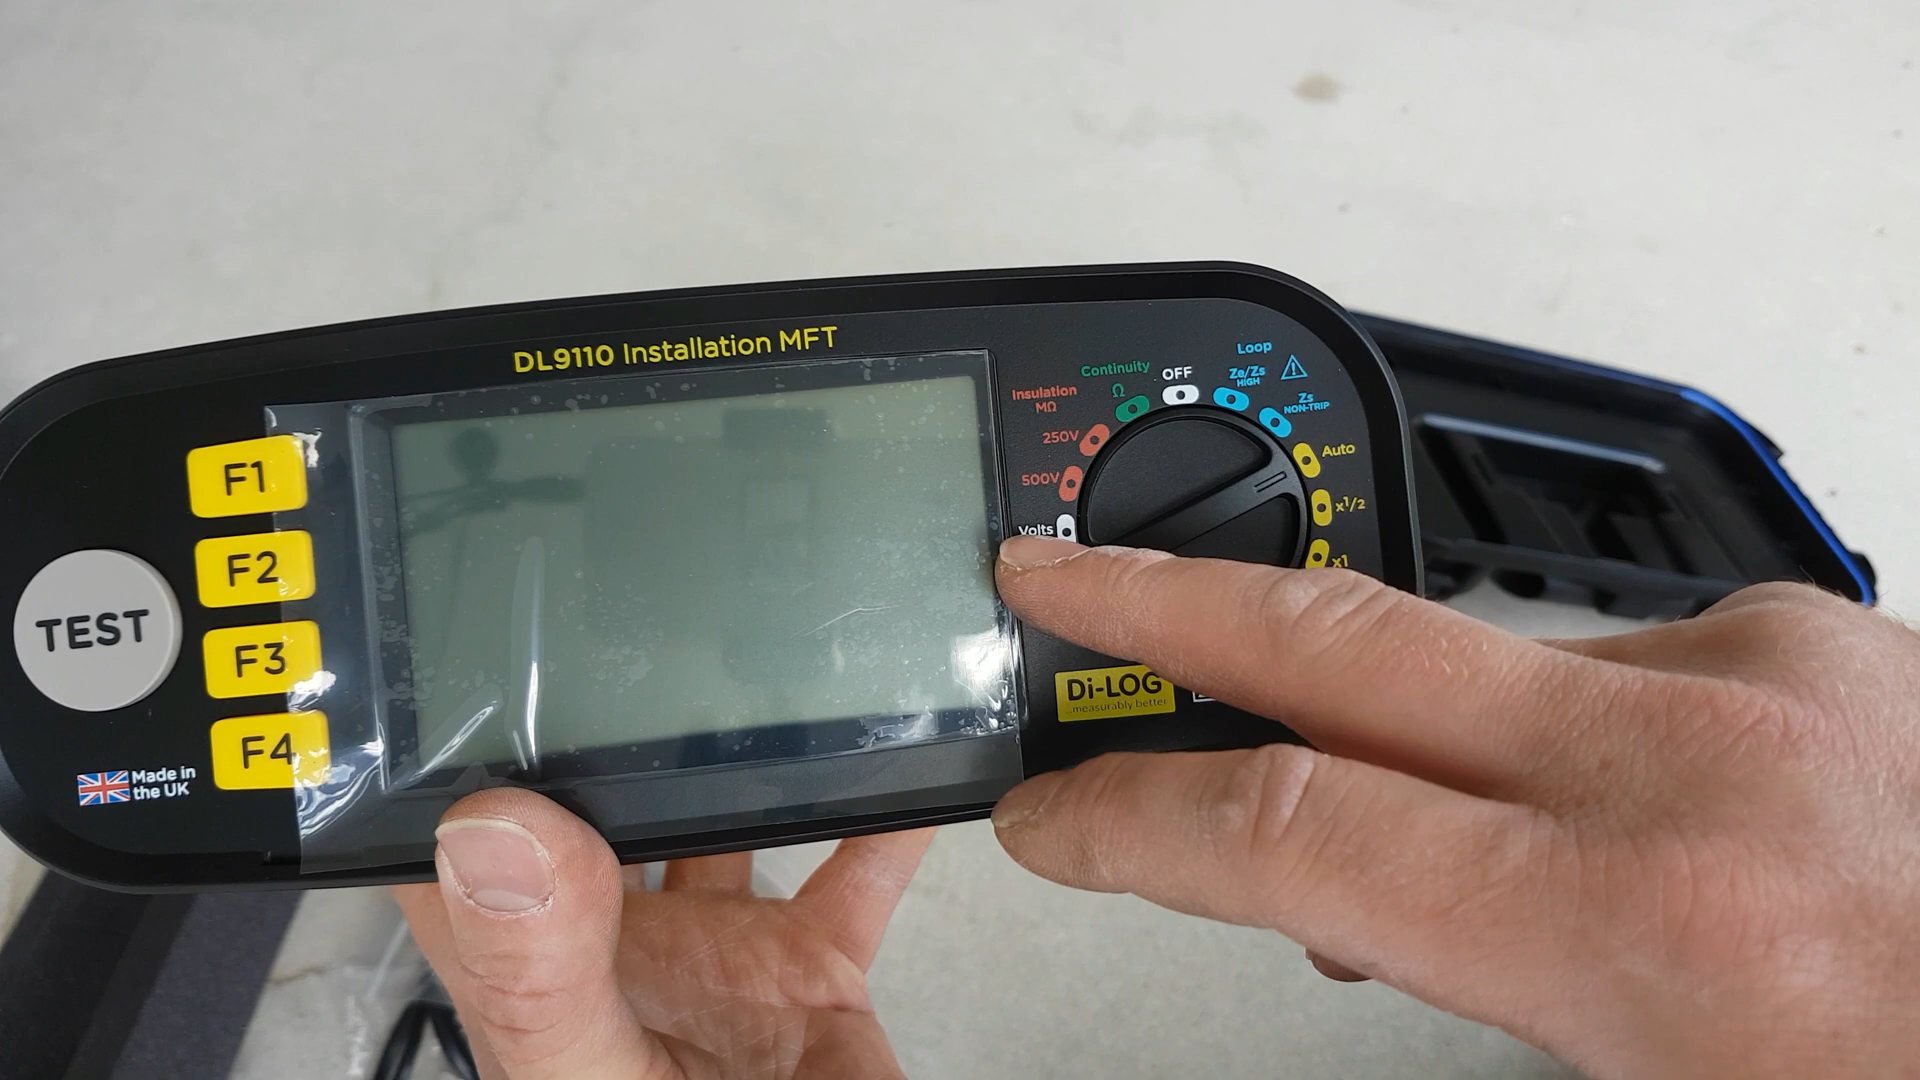 DL9110 Installation MFT
F1
F2
F3
F4
TEST
Made in
the UK
Insulation
MΩ
250V
500V
Volts
Continuity
Ω
OFF
Loop
Ze/Zs
HIGH
Zs
NON-TRIP
Auto
x1/2
x1
Di-LOG
...measurably better